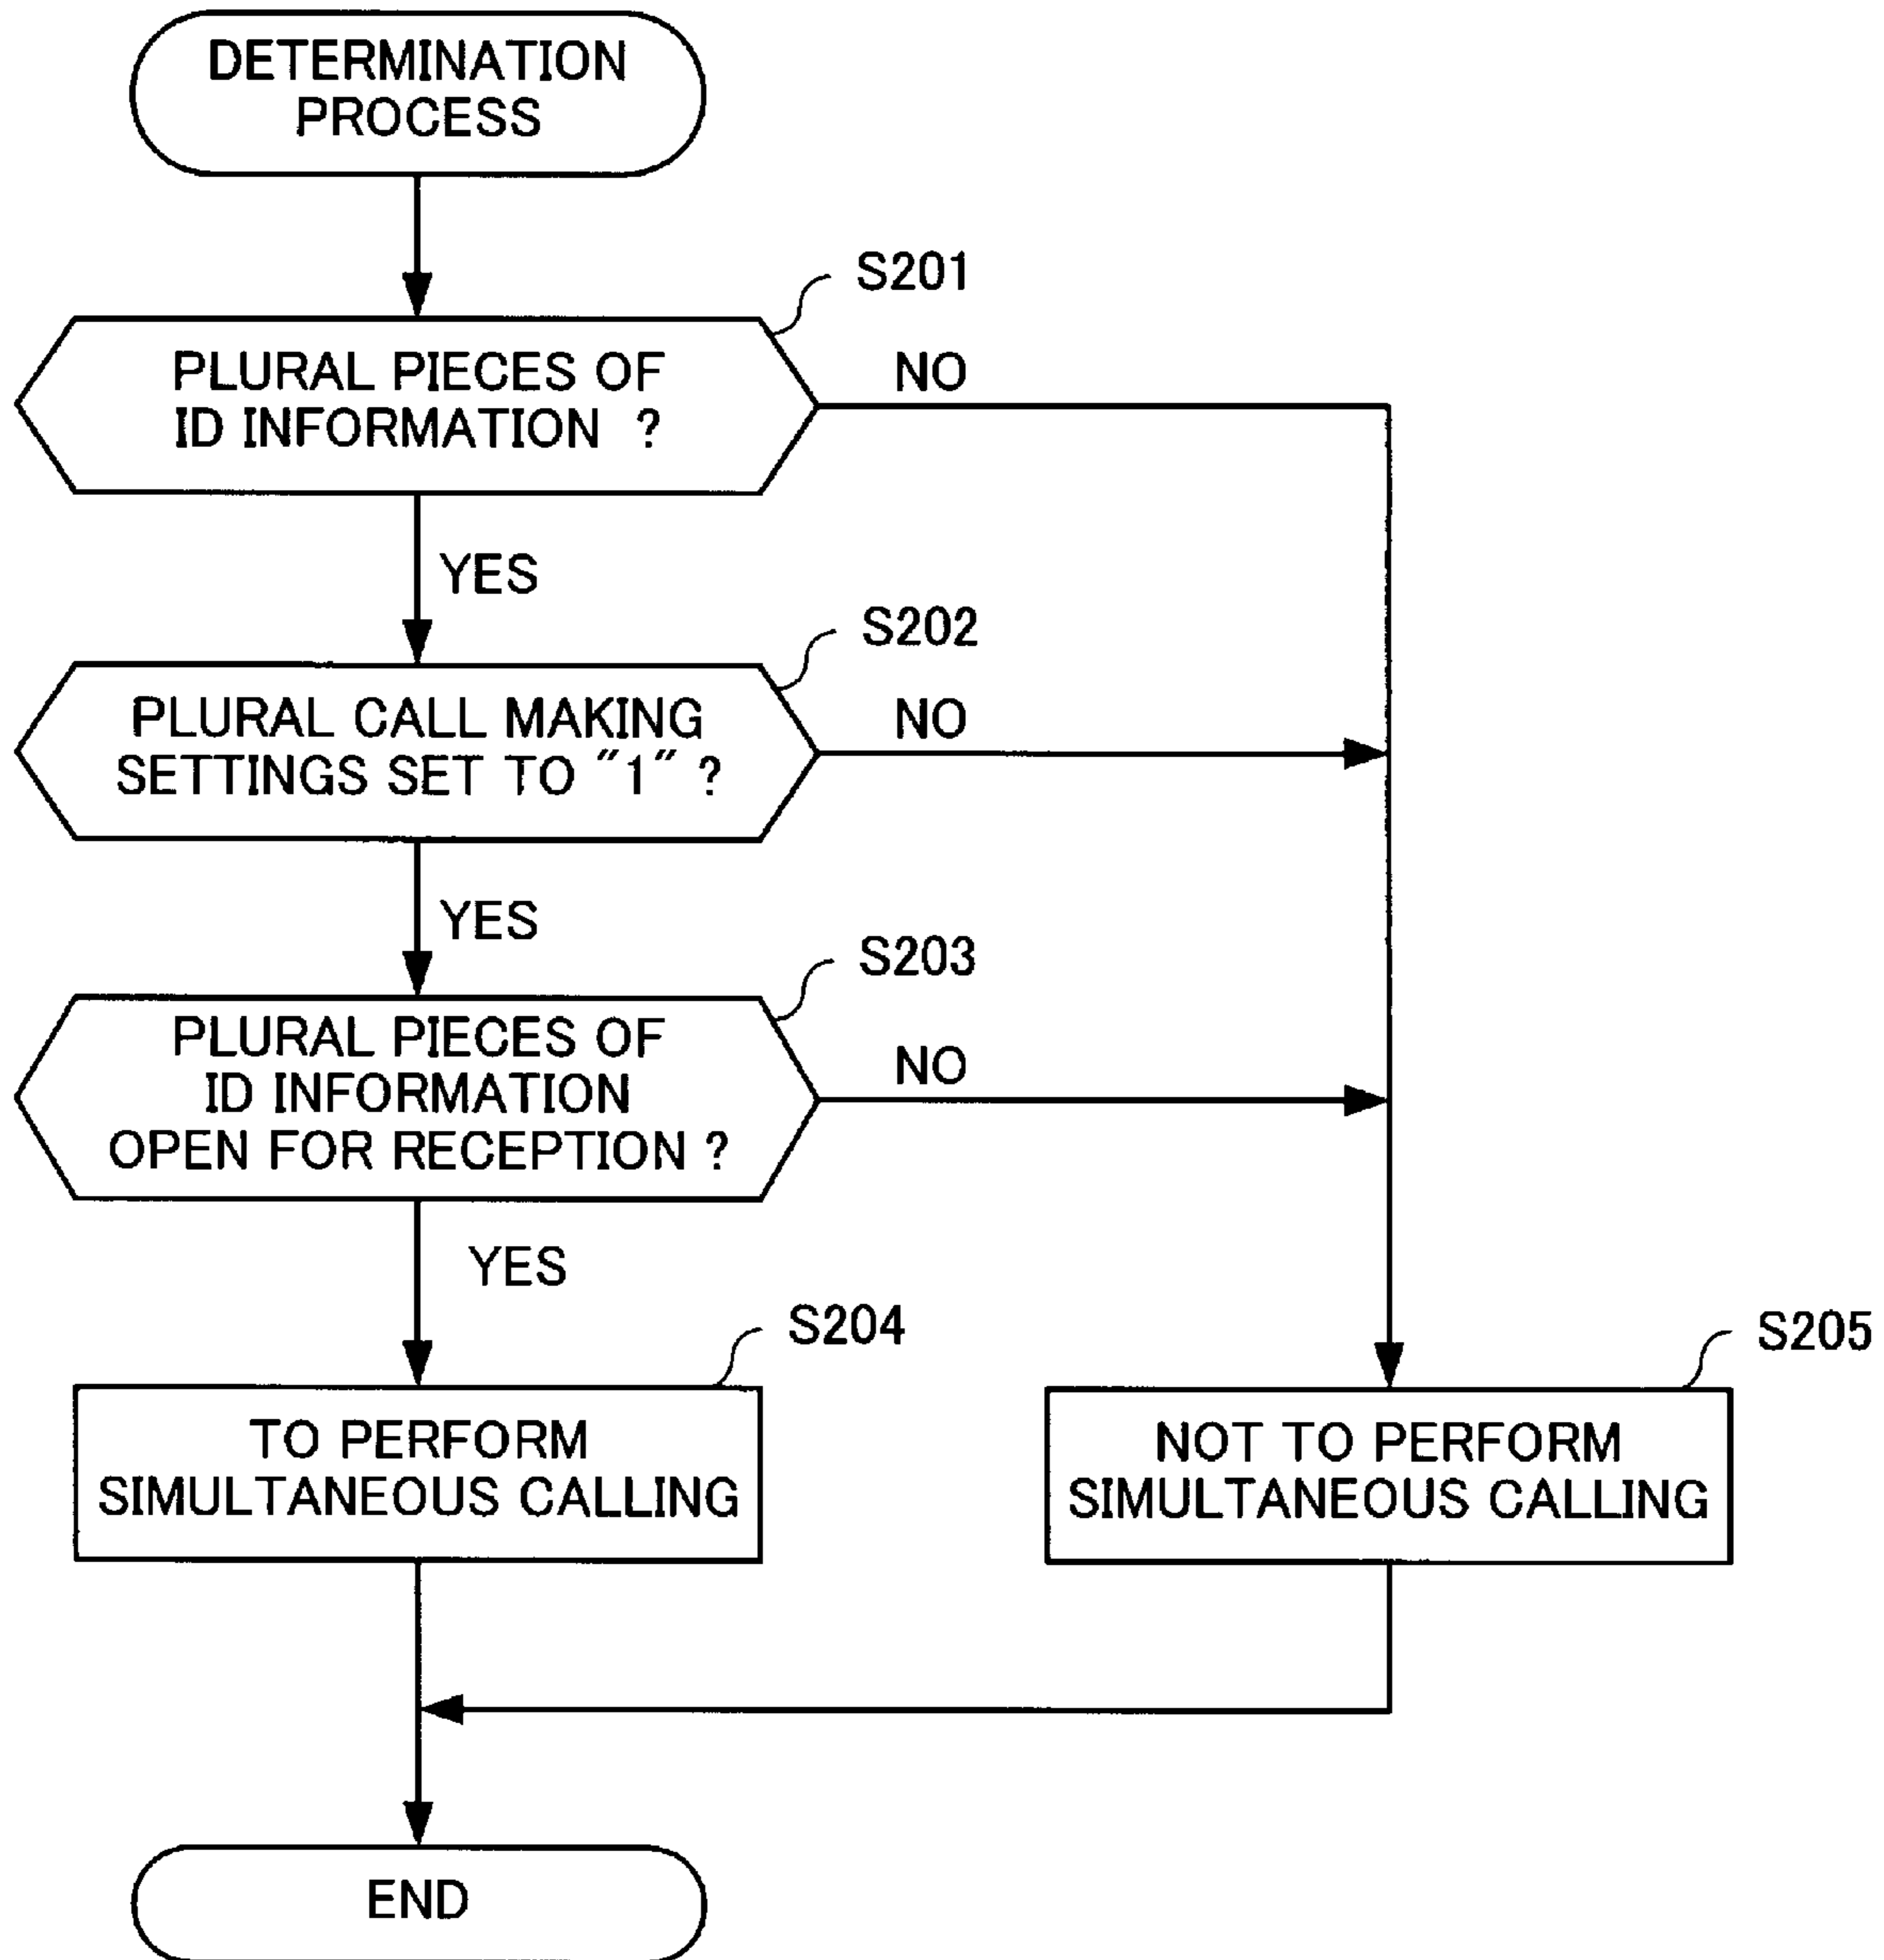 DETERMINATION
PROCESS
S201
PLURAL PIECES OF
ID INFORMATION ?
NO
YES
S202
PLURAL CALL MAKING
SETTINGS SET TO "1" ?
NO
YES
S203
PLURAL PIECES OF
ID INFORMATION
OPEN FOR RECEPTION ?
NO
YES
S204
TO PERFORM
SIMULTANEOUS CALLING
S205
NOT TO PERFORM
SIMULTANEOUS CALLING
END